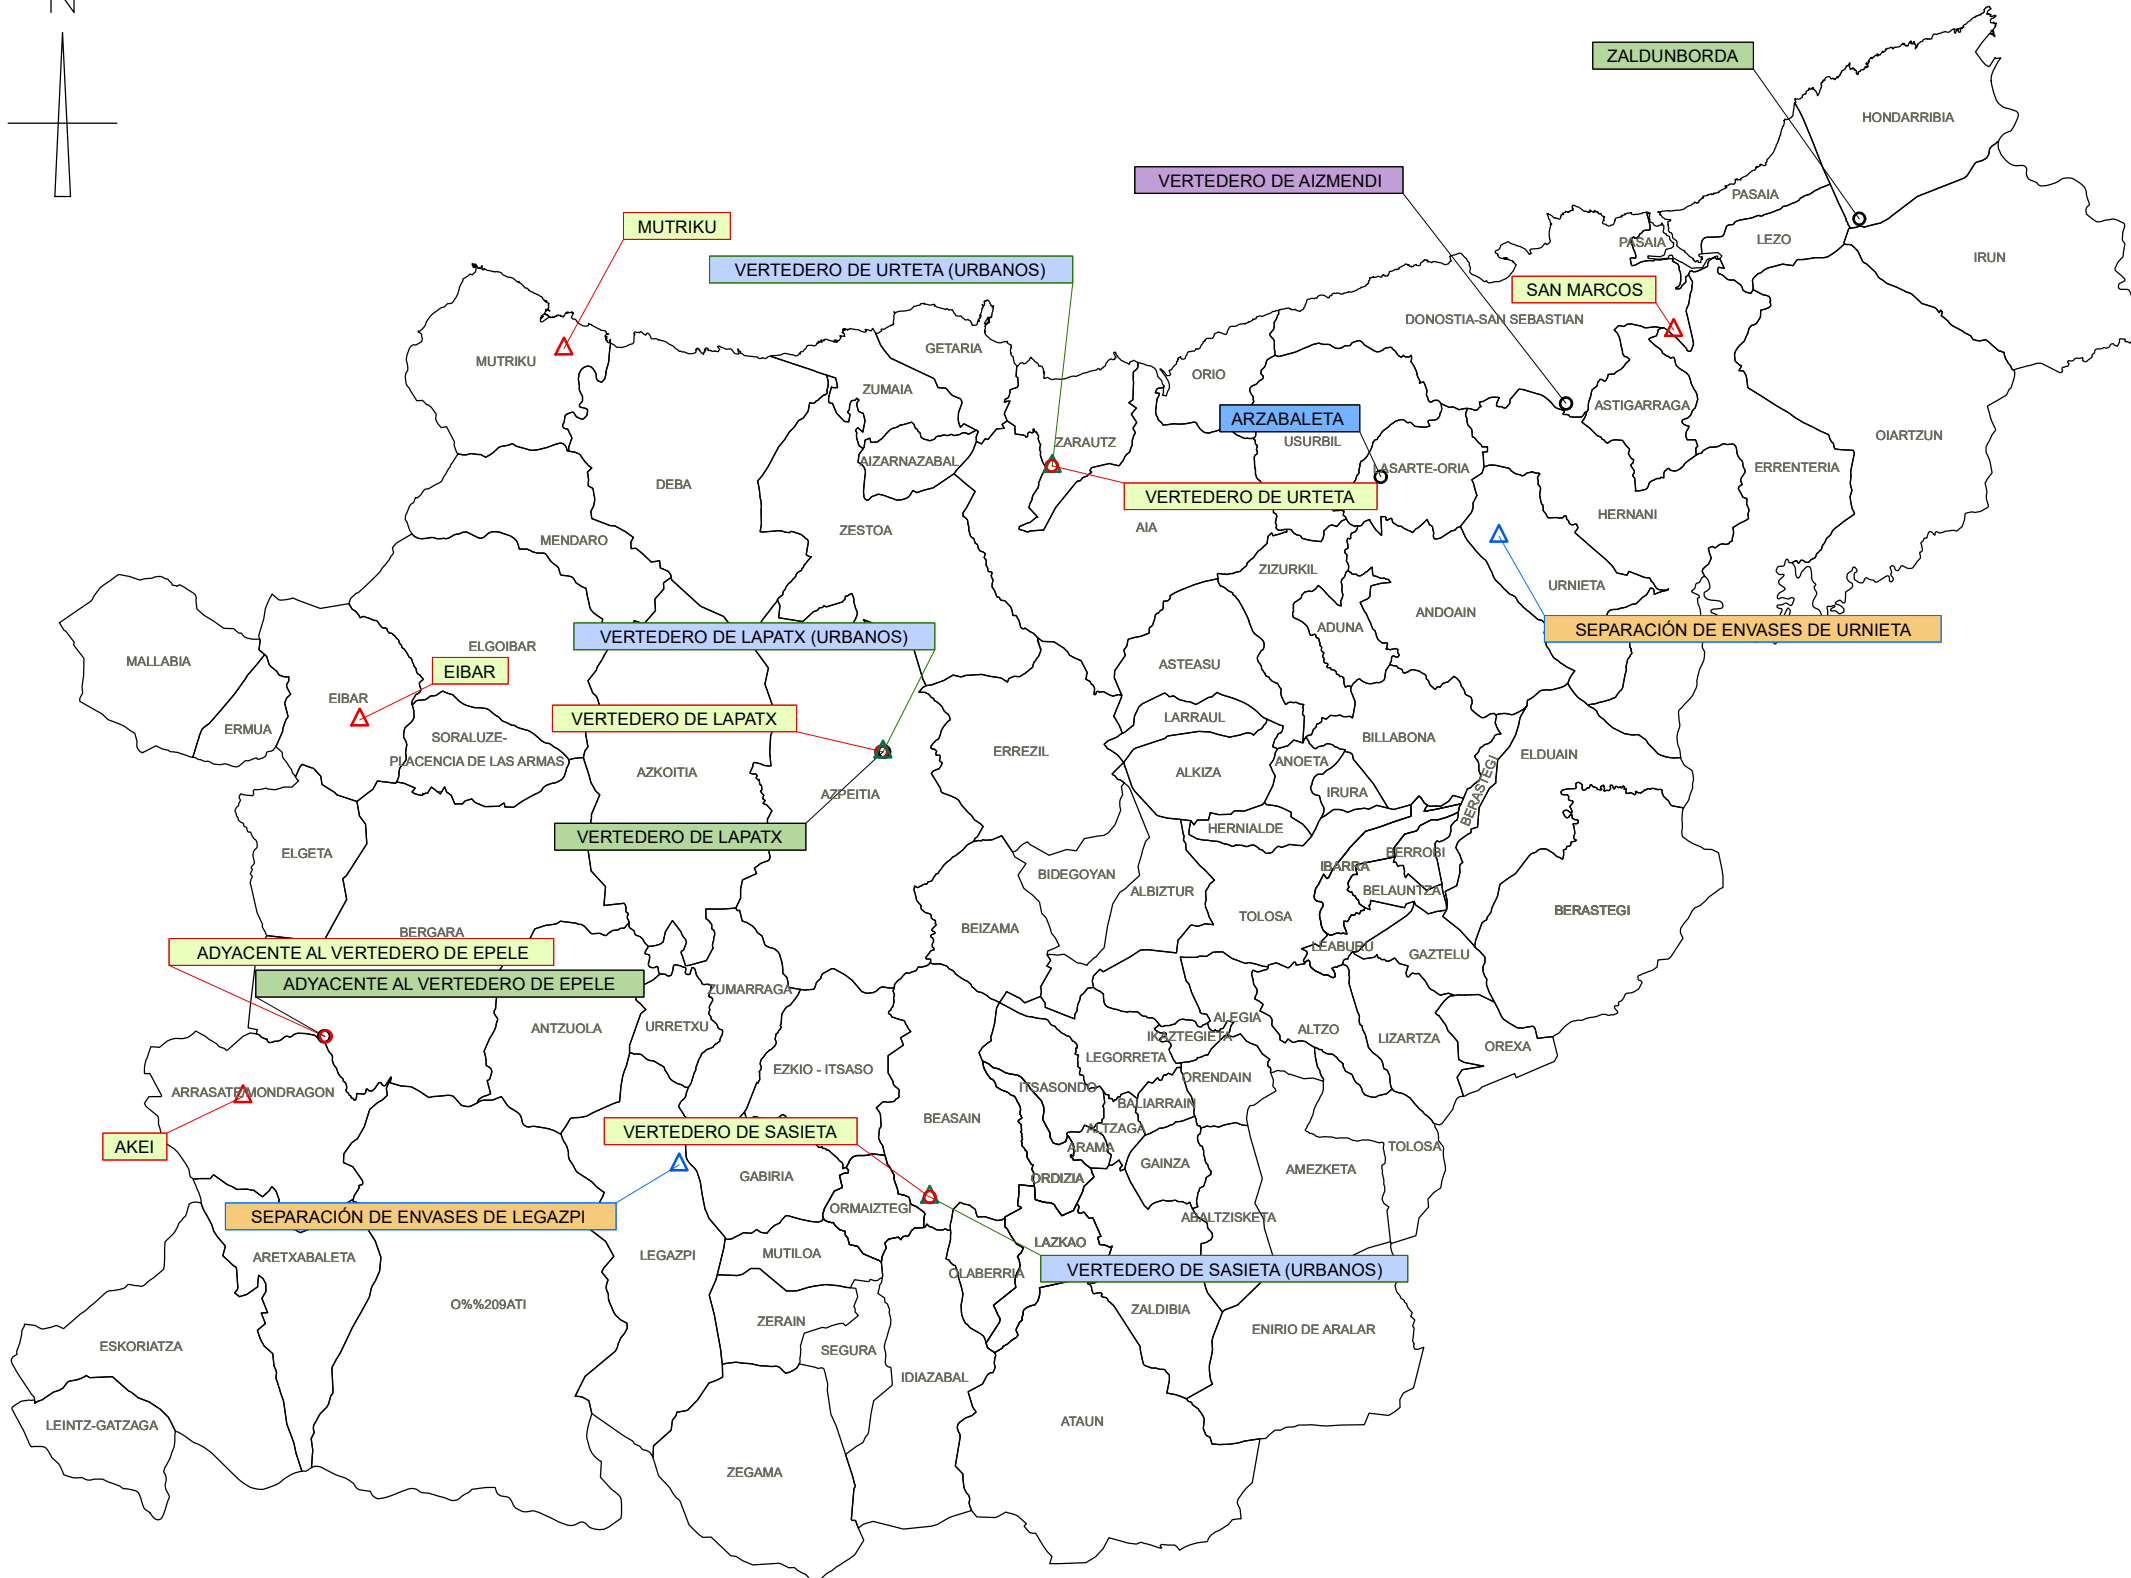 N
ZALDUNBORDA
HONDARRIBIA
VERTEDERO DE AIZMENDI
PASAIA
MUTRIKU
PASAIA
LEZO
IRUN
VERTEDERO DE URTETA (URBANOS)
SAN MARCOS
DONOSTIA-SAN SEBASTIAN
GETARIA
MUTRIKU
ORIO
ZUMAIA
ASTIGARRAGA
ARZABALETA
OIARTZUN
ZARAUTZ
USURBIL
AIZARNAZABAL
LASARTE-ORIA
ERRENTERIA
DEBA
VERTEDERO DE URTETA
HERNANI
AIA
ZESTOA
MENDARO
ZIZURKIL
URNIETA
ANDOAIN
ADUNA
SEPARACIÓN DE ENVASES DE URNIETA
VERTEDERO DE LAPATX (URBANOS)
ELGOIBAR
MALLABIA
ASTEASU
EIBAR
EIBAR
VERTEDERO DE LAPATX
LARRAUL
ERMUA
SORALUZE-
PLACENCIA DE LAS ARMAS
BILLABONA
ERREZIL
ELDUAIN
ANOETA
AZKOITIA
ALKIZA
BERASTEGI
IRURA
AZPEITIA
HERNIALDE
VERTEDERO DE LAPATX
ELGETA
BERROBI
IBARRA
BIDEGOYAN
BELAUNTZA
ALBIZTUR
BERASTEGI
TOLOSA
BEIZAMA
BERGARA
LEABURU
ADYACENTE AL VERTEDERO DE EPELE
GAZTELU
ADYACENTE AL VERTEDERO DE EPELE
ZUMARRAGA
ALEGIA
ANTZUOLA
URRETXU
ALTZO
IKAZTEGIETA
LIZARTZA
OREXA
LEGORRETA
EZKIO - ITSASO
ORENDAIN
ITSASONDO
ARRASATE/MONDRAGON
BALIARRAIN
BEASAIN
ALTZAGA
VERTEDERO DE SASIETA
AKEI
ARAMA
TOLOSA
GAINZA
AMEZKETA
GABIRIA
ORDIZIA
ORMAIZTEGI
SEPARACIÓN DE ENVASES DE LEGAZPI
ABALTZISKETA
LAZKAO
MUTILOA
LEGAZPI
ARETXABALETA
VERTEDERO DE SASIETA (URBANOS)
OLABERRIA
O%%209ATI
ZALDIBIA
ZERAIN
ENIRIO DE ARALAR
ESKORIATZA
SEGURA
IDIAZABAL
ATAUN
LEINTZ-GATZAGA
ZEGAMA